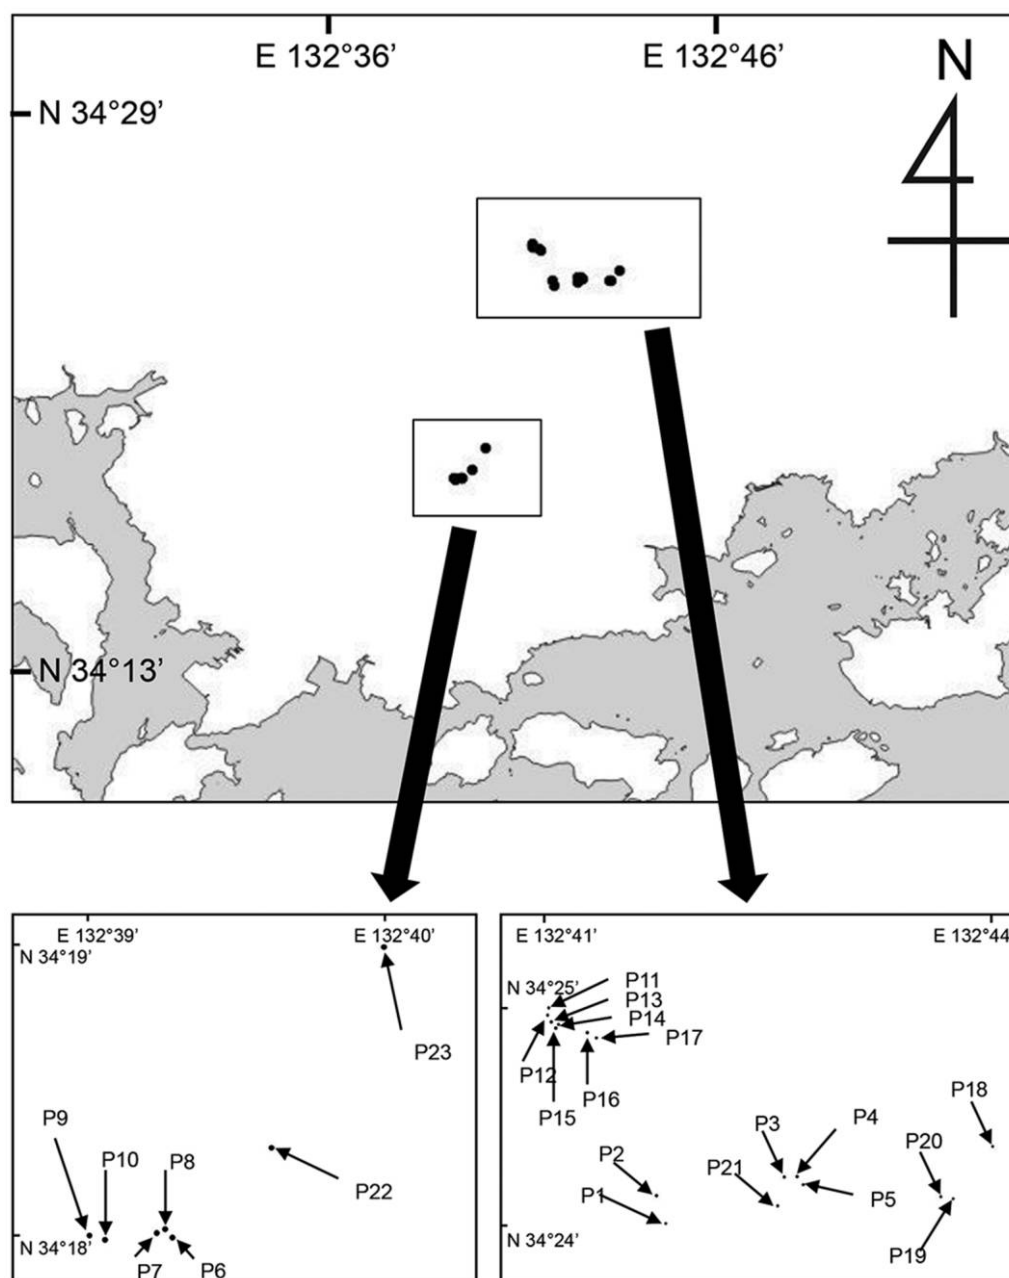 E 132°36’
E 132°46’
N
N 34°29’
N 34°13’
E 132°39’
E 132°40’
N 34°19’
P23
P9
P10
P8
P22
N 34°18’
P7
P6
E 132°41’
E 132°44’
N 34°25’
P11
P13
P14
P17
P12
P16
P15
P18
P3
P4
P20
P2
P21
P1
P5
N 34°24’
P19